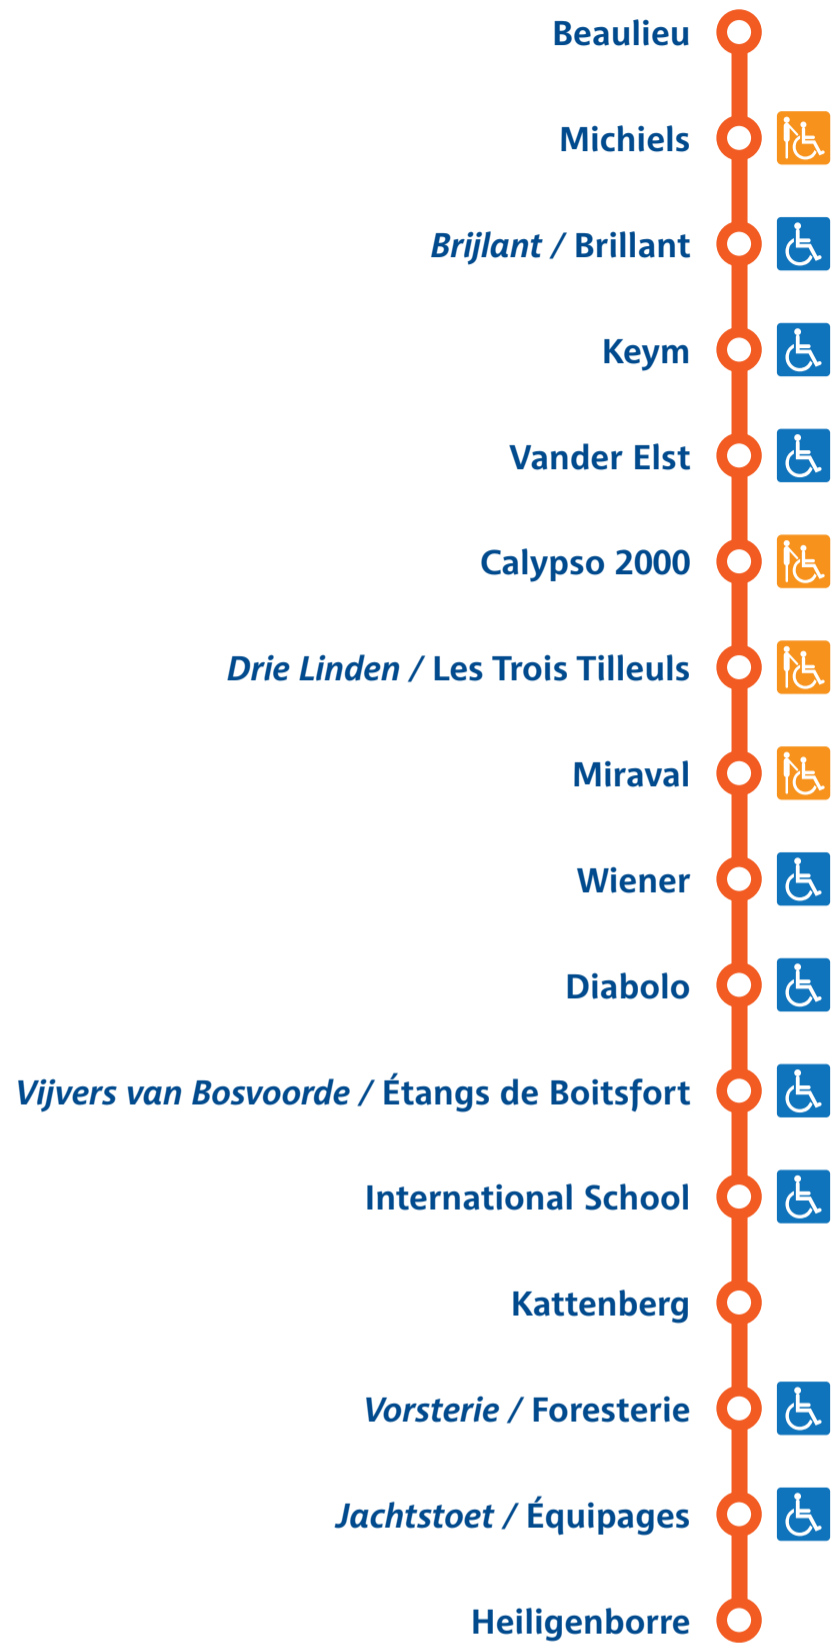 Beaulieu
Michiels
Brijlant / Brillant
Keym
Vander Elst
Calypso 2000
Drie Linden / Les Trois Tilleuls
Miraval
Wiener
Diabolo
Vijvers van Bosvoorde / Étangs de Boitsfort
International School
Kattenberg
Vorsterie / Foresterie
Jachtstoet / Équipages
Heiligenborre